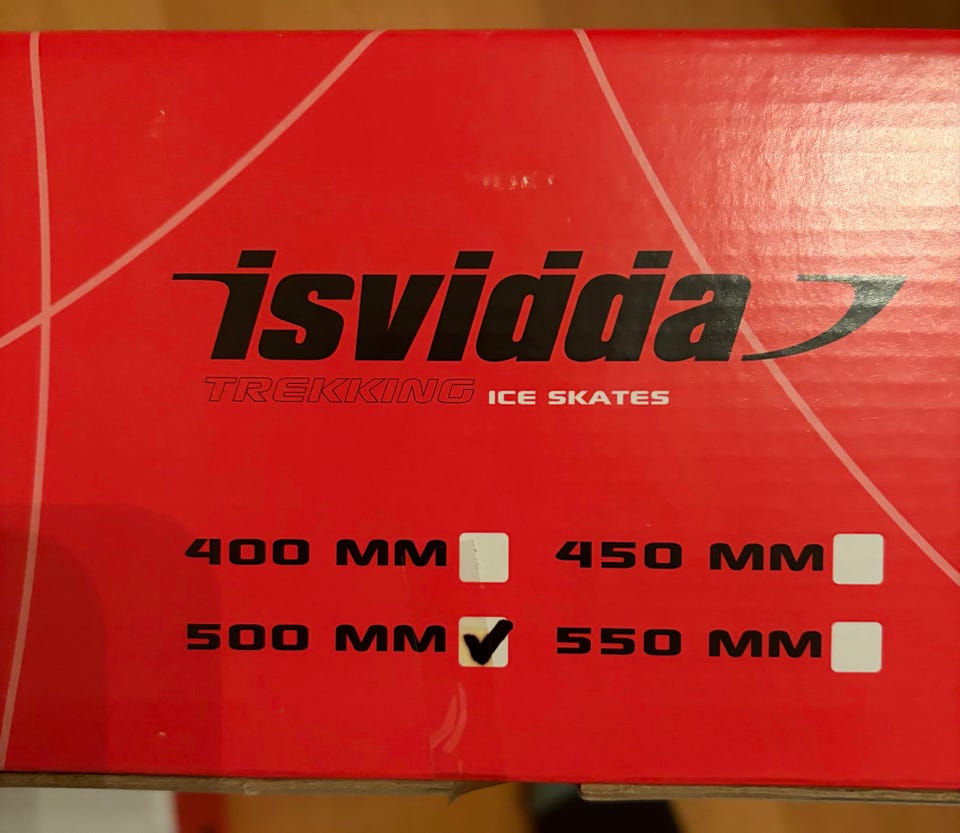 isvidda
TREKKING ICE SKATES
400 MM 450 MM
500 MM ✓ 550 MM